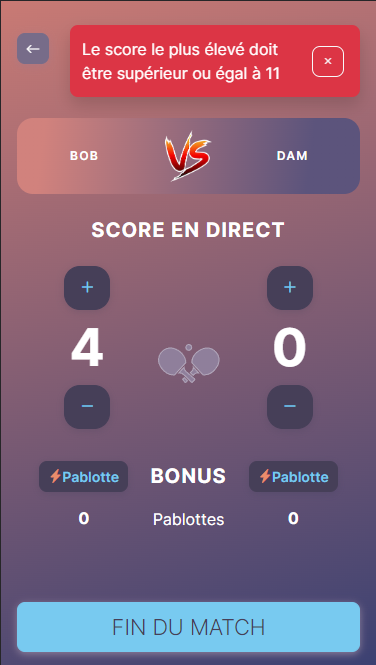 Le score le plus élevé doit
être supérieur ou égal à 11
×
BOB VS DAM
SCORE EN DIRECT
+ +
4 0
− −
Pablotte BONUS Pablotte
0 Pablottes 0
FIN DU MATCH